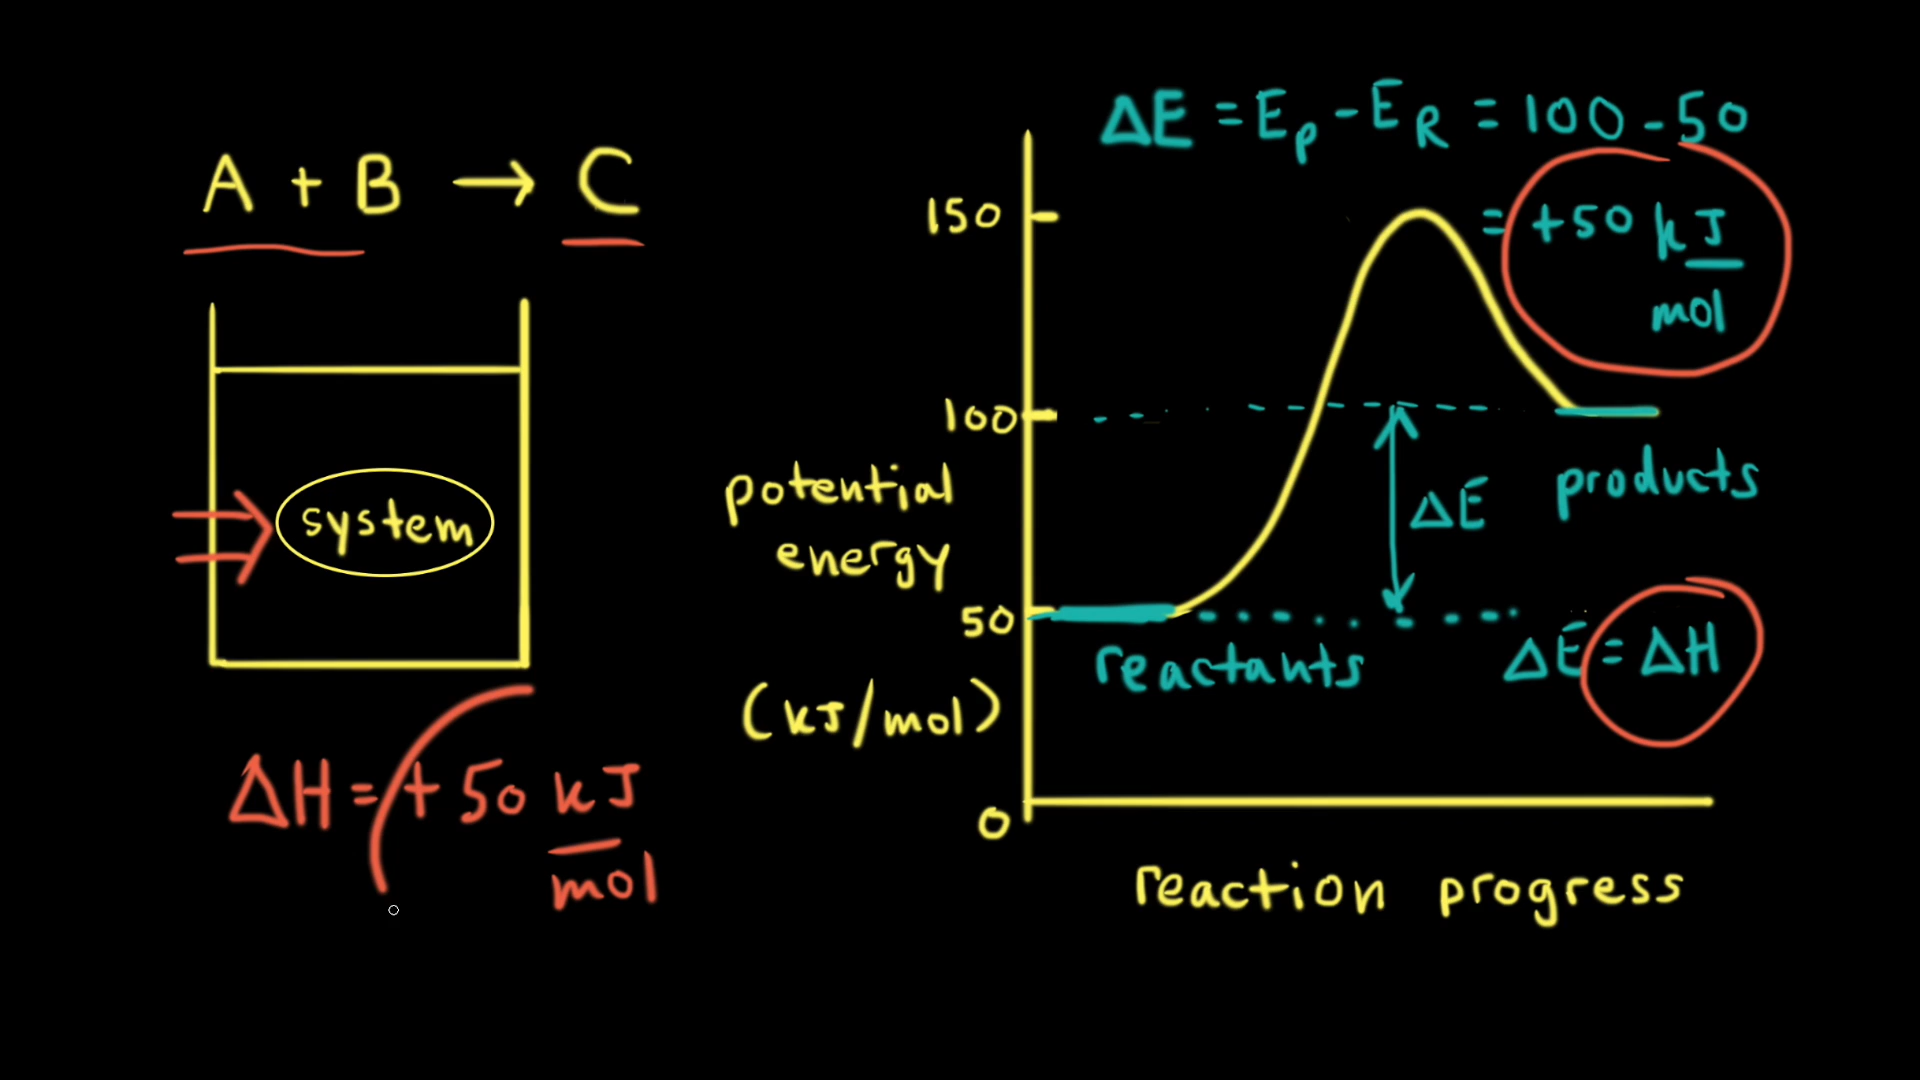 A + B → C
system
ΔH = + 50 kJ
mol
ΔE = Ep - ER = 100 - 50
= +50 kJ
mol
150
100
potential
energy
(kJ/mol)
50
0
ΔE
products
reactants
ΔE = ΔH
reaction progress